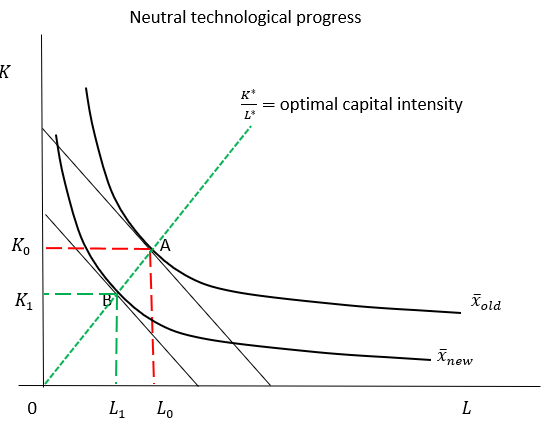 Neutral technological progress
K
K*/L* = optimal capital intensity
K₀
A
K₁
B
x̄ₒₗd
x̄ₙₑw
0
L₁
L₀
L